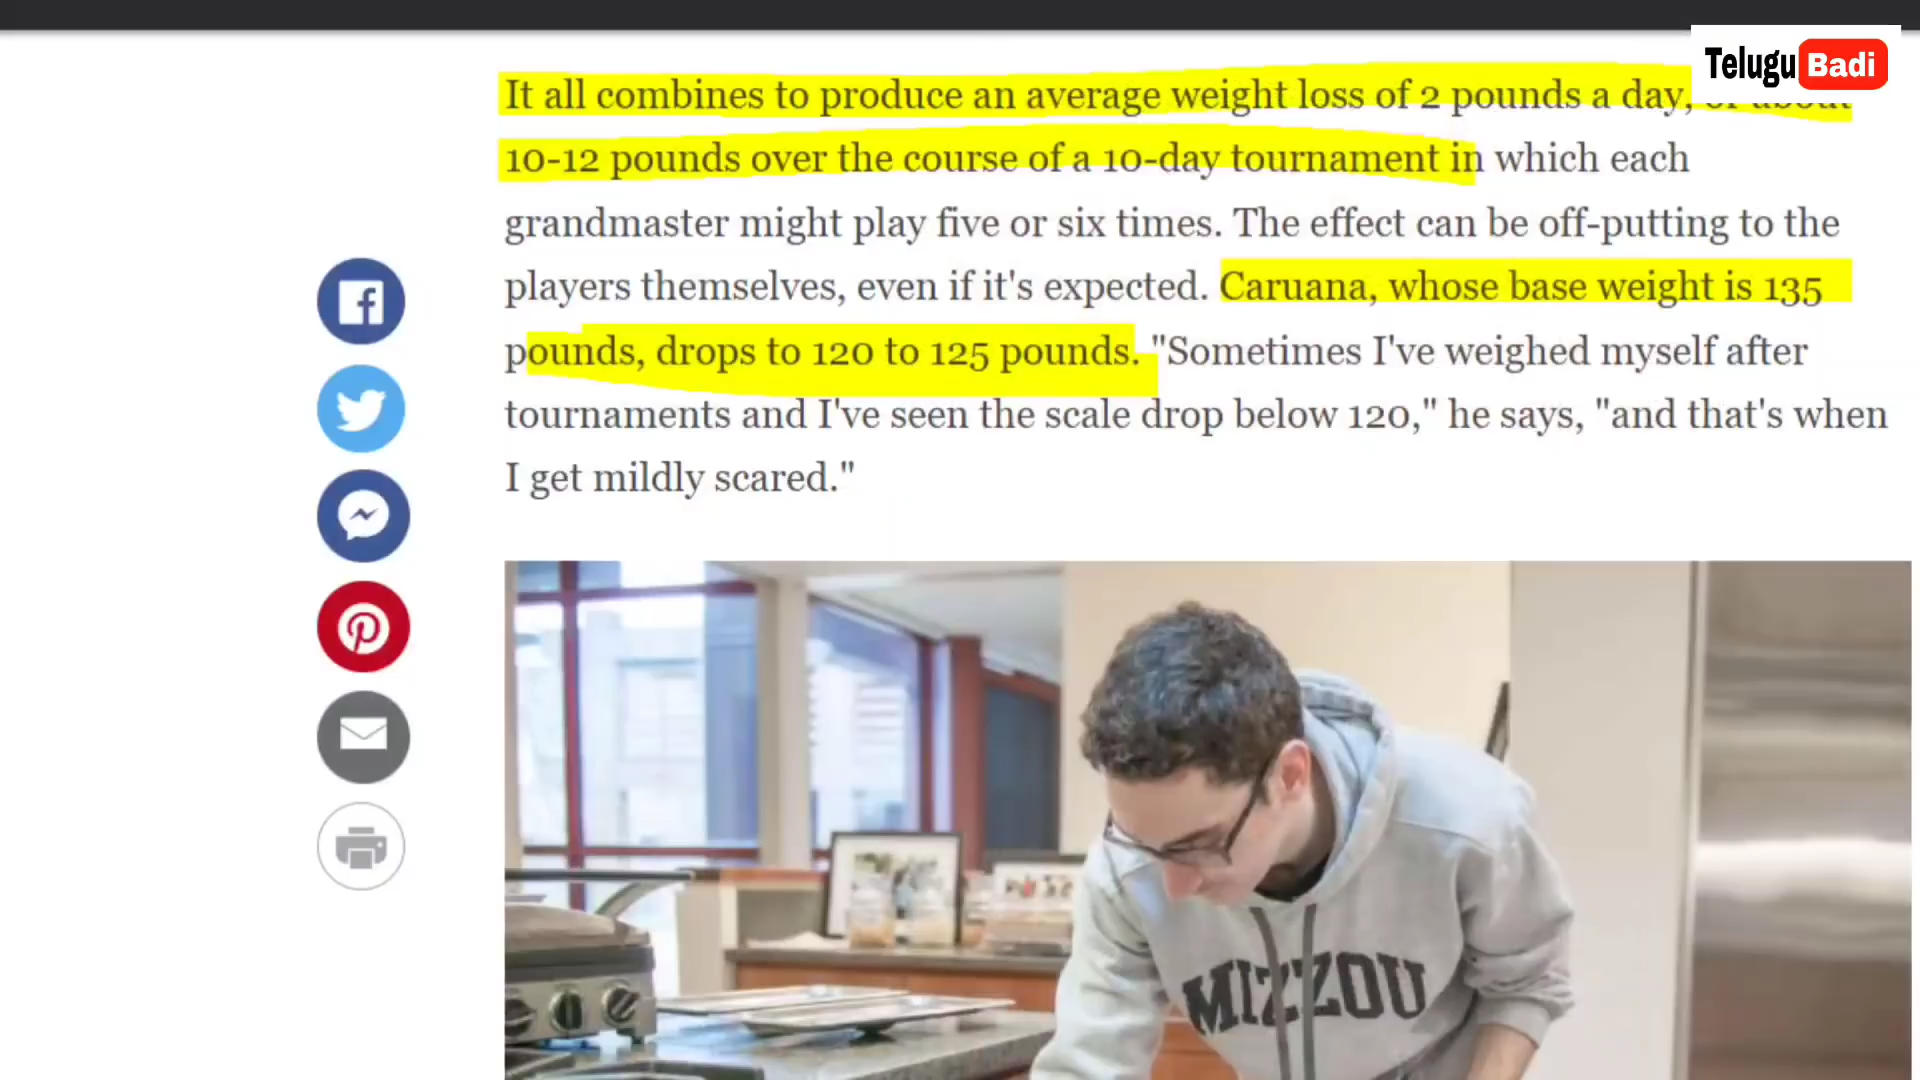 Telugu Badi
It all combines to produce an average weight loss of 2 pounds a day, or about
10-12 pounds over the course of a 10-day tournament in which each
grandmaster might play five or six times. The effect can be off-putting to the
players themselves, even if it's expected. Caruana, whose base weight is 135
pounds, drops to 120 to 125 pounds. "Sometimes I've weighed myself after
tournaments and I've seen the scale drop below 120," he says, "and that's when
I get mildly scared."
MIZZOU